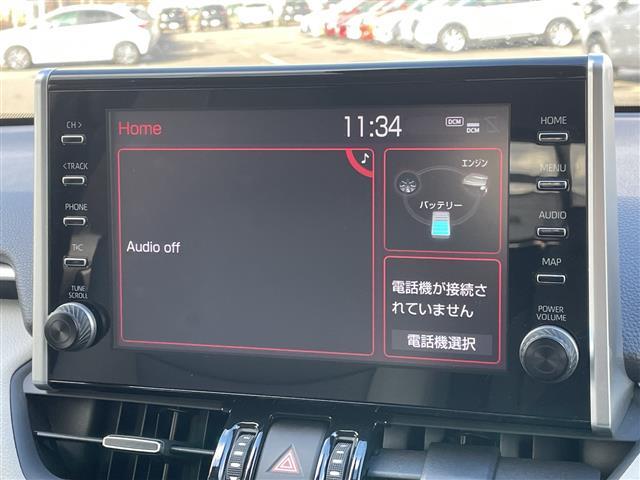 Home
11:34
DCM
DCM
CH >
< TRACK
PHONE
T•C
TUNE
SCROLL
Audio off
エンジン
バッテリー
電話機が接続さ
れていません
電話機選択
HOME
MENU
AUDIO
MAP
POWER
VOLUME